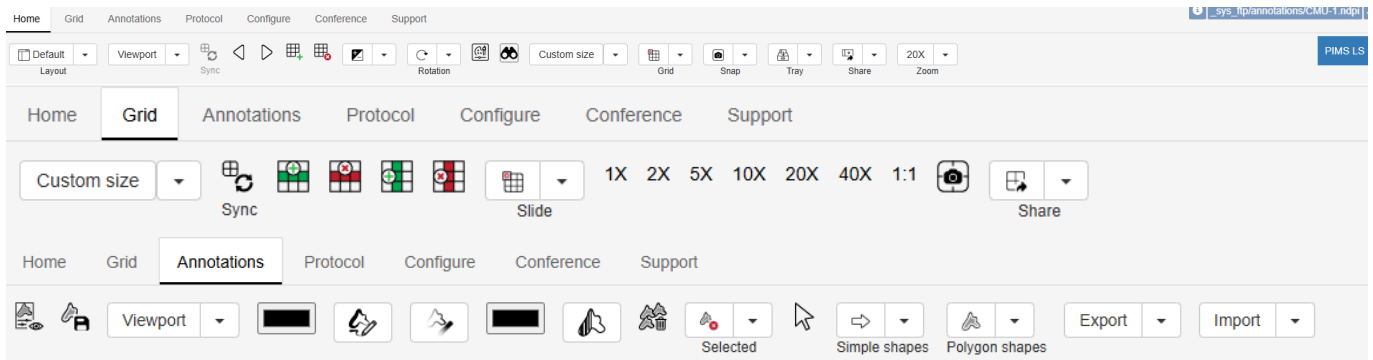 Home Grid Annotations Protocol Configure Conference Support
_sys_ftp/annotations/CMU-1.ndpi
Default Viewport Custom size 20X PIMS LS
Layout Sync Rotation Grid Snap Tray Share Zoom
Home Grid Annotations Protocol Configure Conference Support
Custom size 1X 2X 5X 10X 20X 40X 1:1
Sync Slide Share
Home Grid Annotations Protocol Configure Conference Support
Viewport Export Import
Selected Simple shapes Polygon shapes